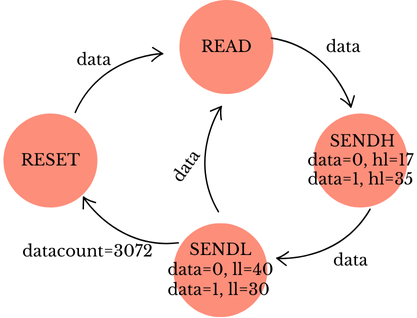 READ
data
data
SENDH
data=0, hl=17
data=1, hl=35
RESET
data
SENDL
data=0, ll=40
data=1, ll=30
datacount=3072
data